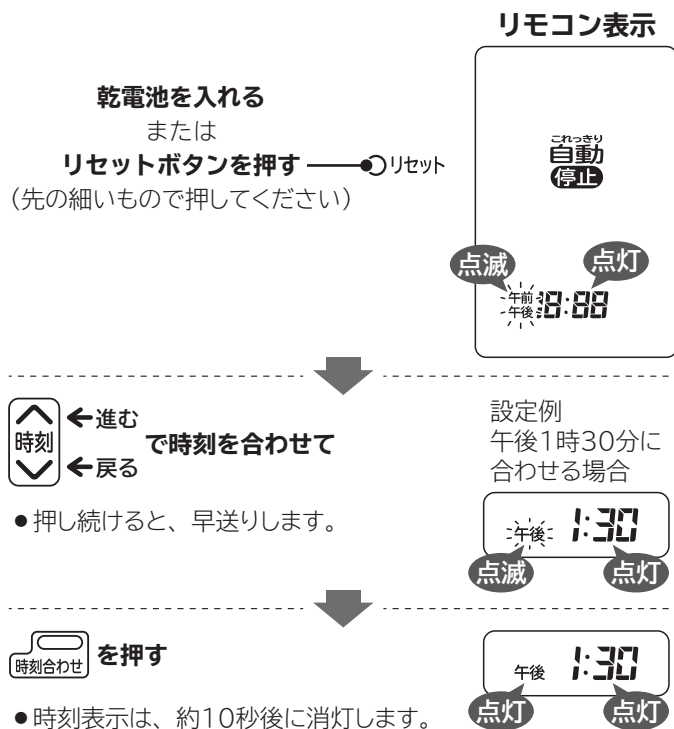 リモコン表示
乾電池を入れる
または
リセットボタンを押す リセット
（先の細いもので押してください）
これっきり
自動
停止
点滅 点灯
午前
午後 18:88
時刻
進む
戻る
で時刻を合わせて
●押し続けると、早送りします。
設定例
午後1時30分に
合わせる場合
午後 1:30
点滅 点灯
時刻合わせ を押す
●時刻表示は、約10秒後に消灯します。
午後 1:30
点灯 点灯